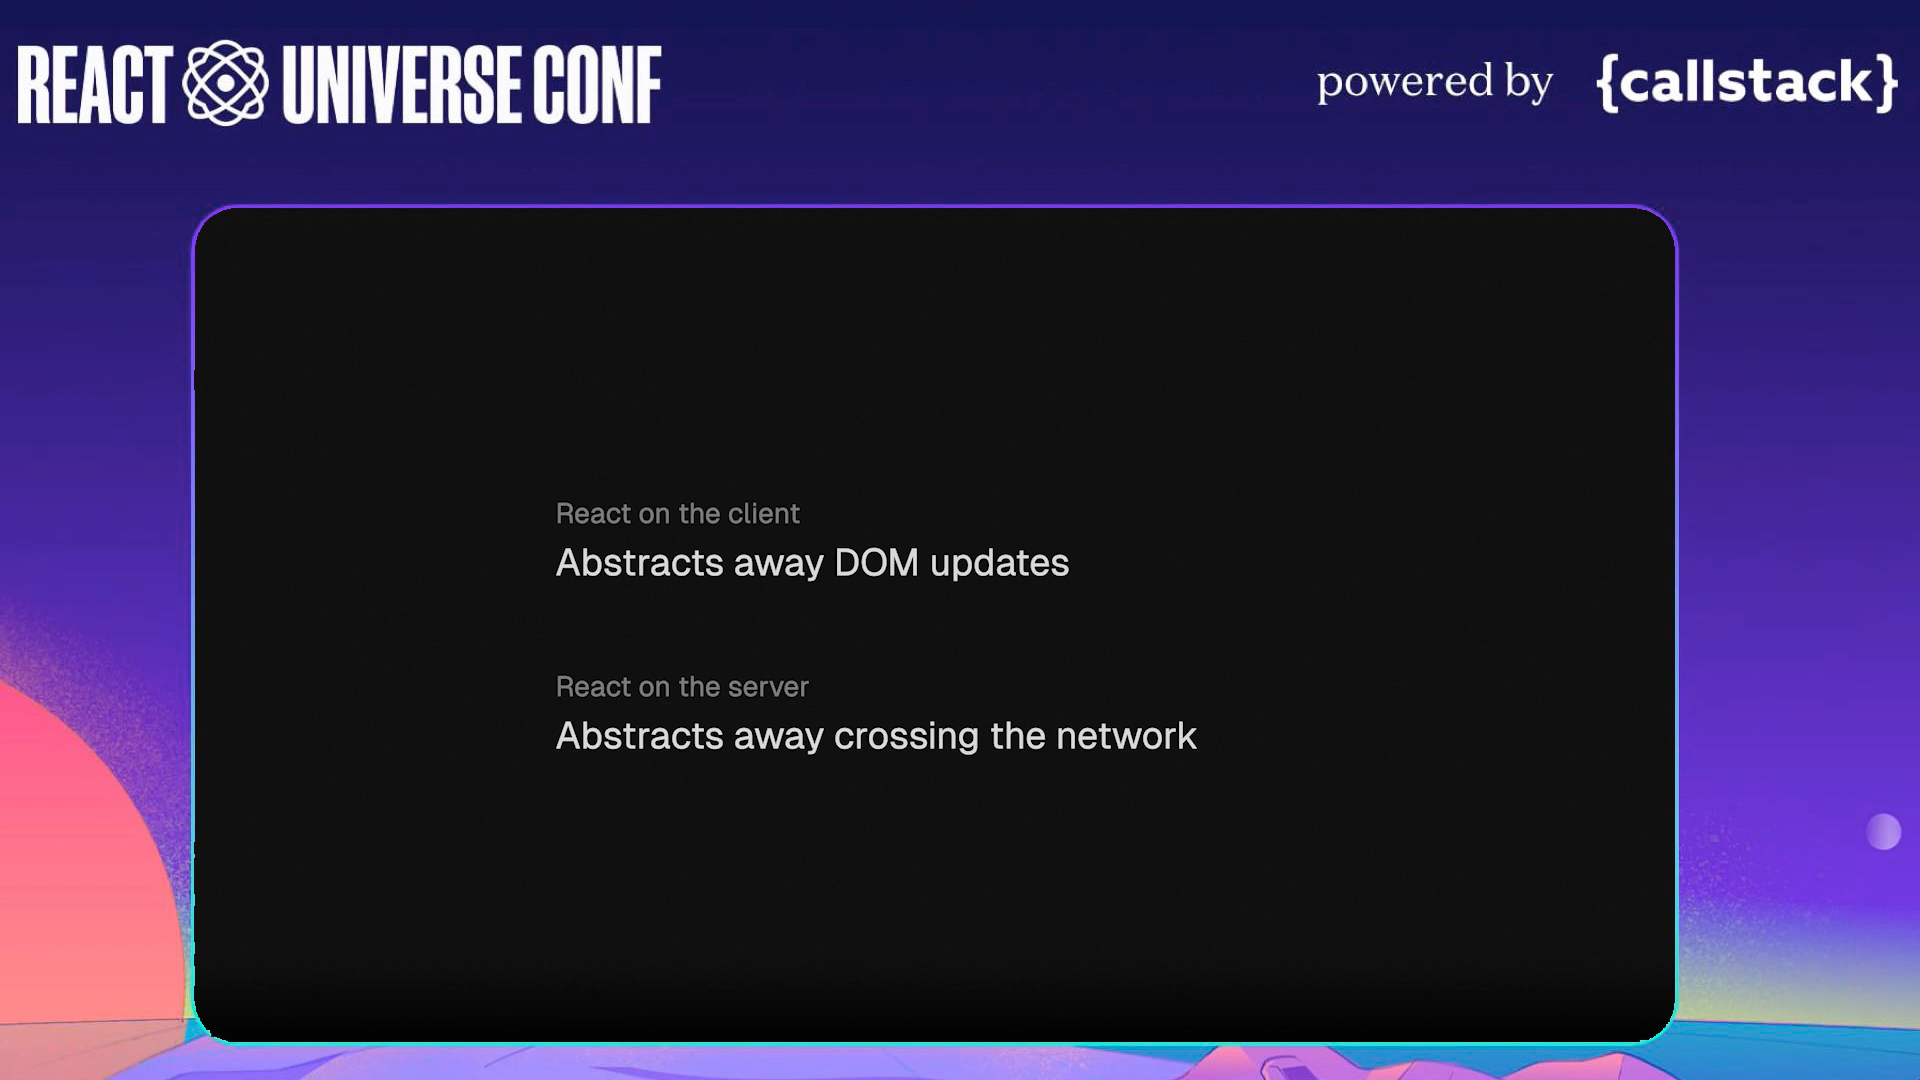 REACT UNIVERSE CONF
powered by {callstack}
React on the client
Abstracts away DOM updates
React on the server
Abstracts away crossing the network